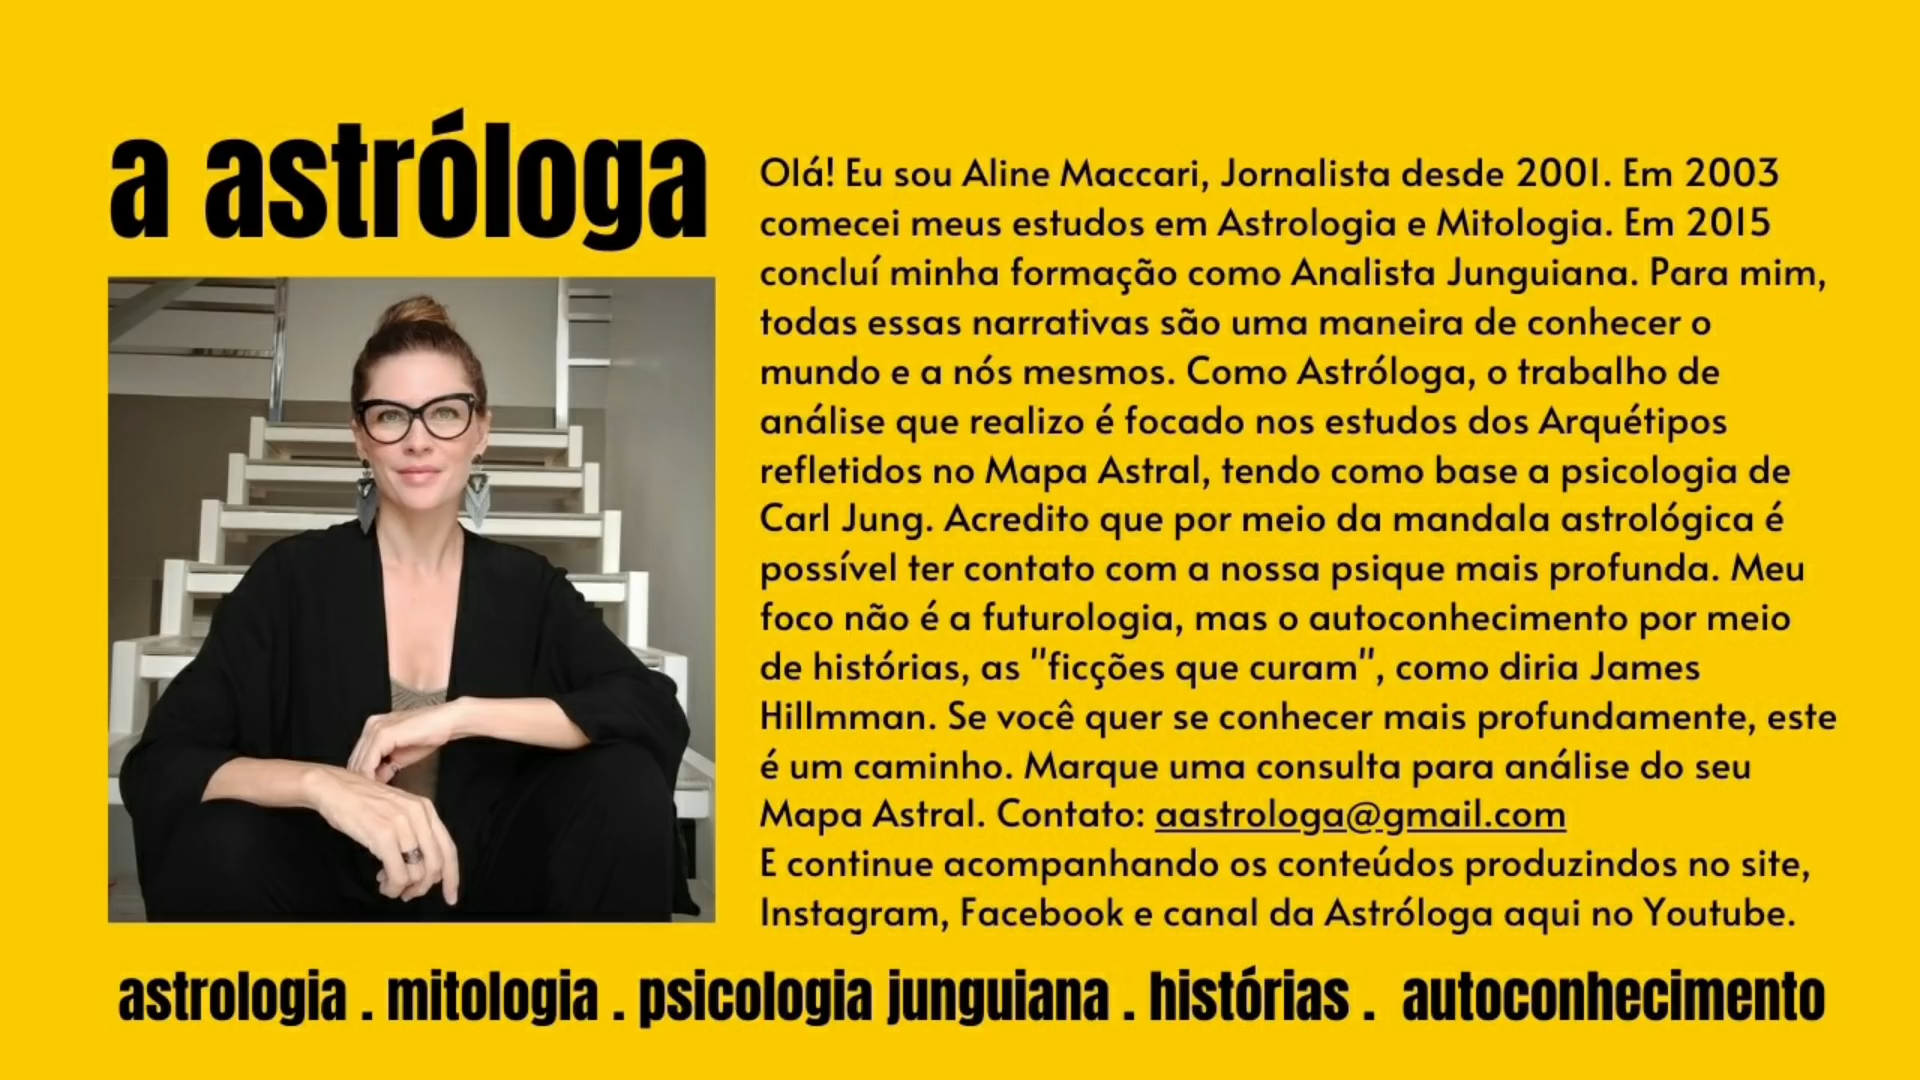 a astróloga
Olá! Eu sou Aline Maccari, Jornalista desde 2001. Em 2003
comecei meus estudos em Astrologia e Mitologia. Em 2015
concluí minha formação como Analista Junguiana. Para mim,
todas essas narrativas são uma maneira de conhecer o
mundo e a nós mesmos. Como Astróloga, o trabalho de
análise que realizo é focado nos estudos dos Arquétipos
refletidos no Mapa Astral, tendo como base a psicologia de
Carl Jung. Acredito que por meio da mandala astrológica é
possível ter contato com a nossa psique mais profunda. Meu
foco não é a futurologia, mas o autoconhecimento por meio
de histórias, as "ficções que curam", como diria James
Hillmman. Se você quer se conhecer mais profundamente, este
é um caminho. Marque uma consulta para análise do seu
Mapa Astral. Contato: aastrologa@gmail.com
E continue acompanhando os conteúdos produzindos no site,
Instagram, Facebook e canal da Astróloga aqui no Youtube.
astrologia . mitologia . psicologia junguiana . histórias . autoconhecimento